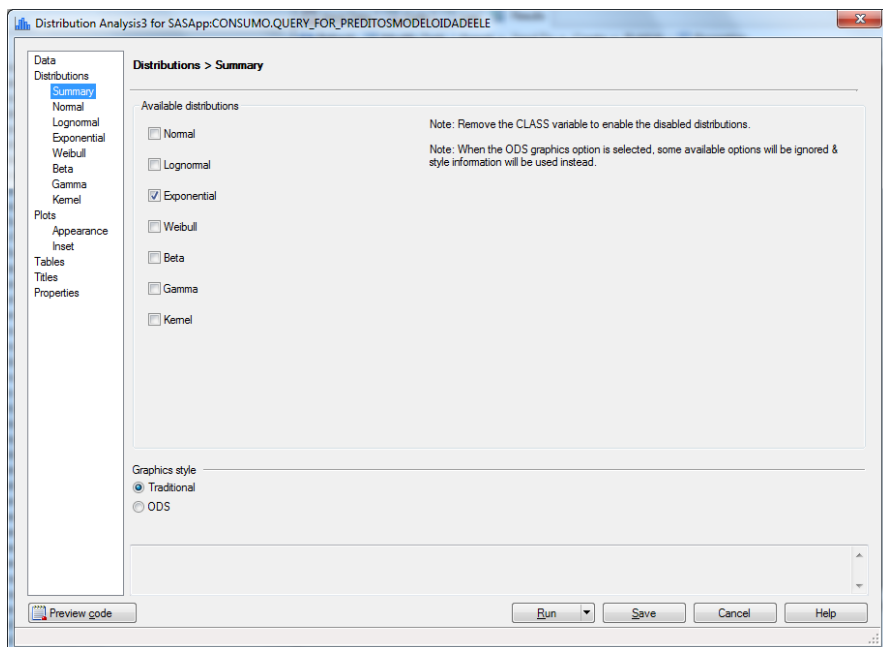 Distribution Analysis3 for SASApp:CONSUMO.QUERY_FOR_PREDITOSMODELOIDADEELE
Data
Distributions
Summary
Normal
Lognormal
Exponential
Weibull
Beta
Gamma
Kernel
Plots
Appearance
Inset
Tables
Titles
Properties
Distributions > Summary
Available distributions
Normal
Lognormal
Exponential
Weibull
Beta
Gamma
Kernel
Note: Remove the CLASS variable to enable the disabled distributions.
Note: When the ODS graphics option is selected, some available options will be ignored &
style information will be used instead.
Graphics style
Traditional
ODS
Preview code
Run
Save
Cancel
Help